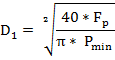 D₁ = ²√((40 * Fₚ) / (π * Pₘᵢₙ))